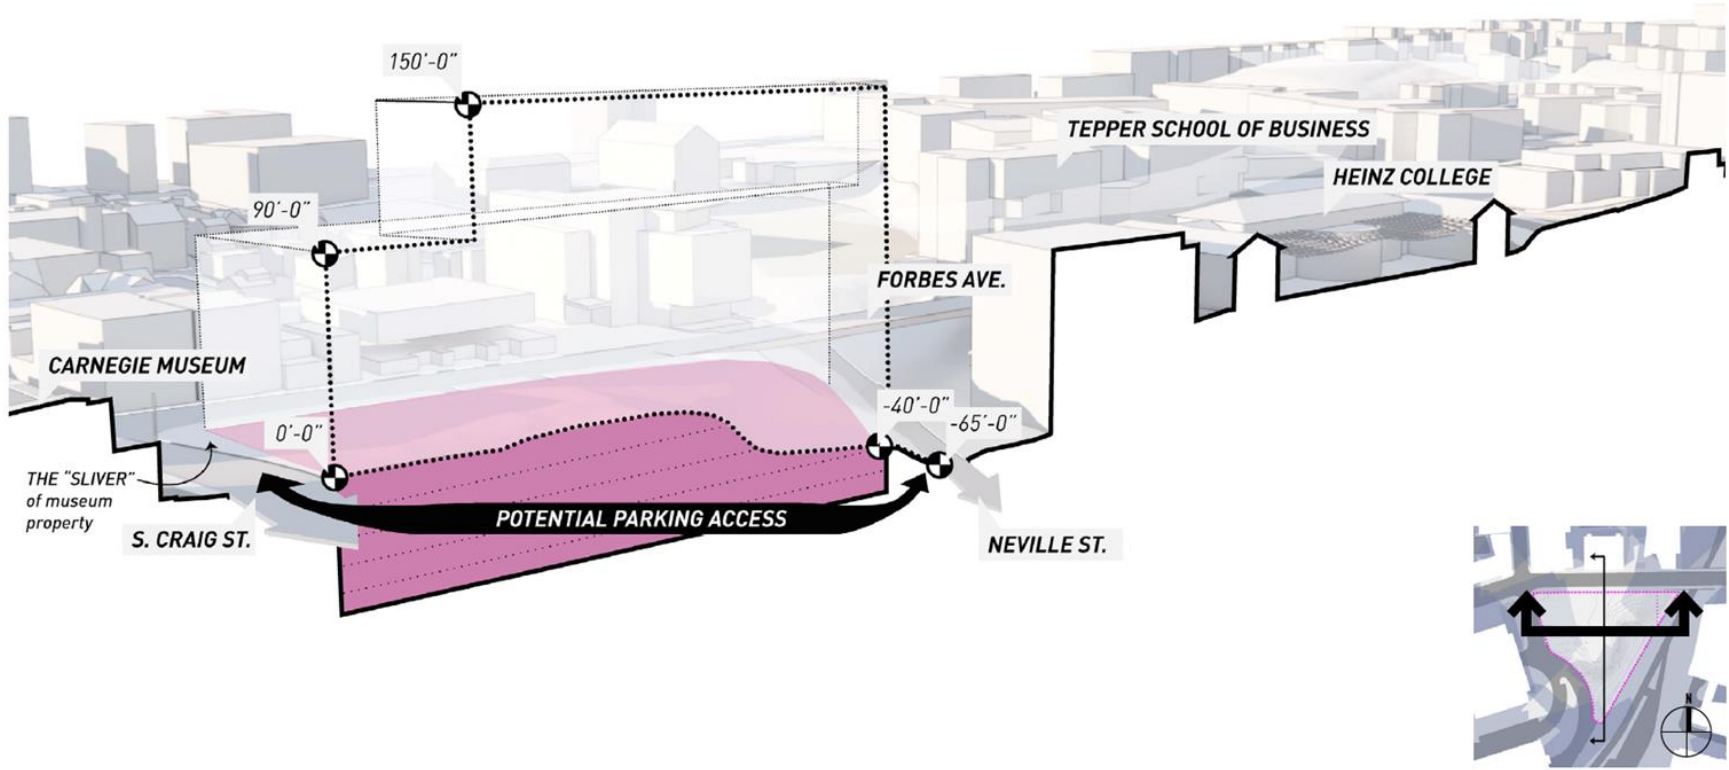 150'-0"
TEPPER SCHOOL OF BUSINESS
HEINZ COLLEGE
90'-0"
FORBES AVE.
CARNEGIE MUSEUM
-40'-0"
-65'-0"
0'-0"
THE "SLIVER"
of museum
property
POTENTIAL PARKING ACCESS
S. CRAIG ST.
NEVILLE ST.
N